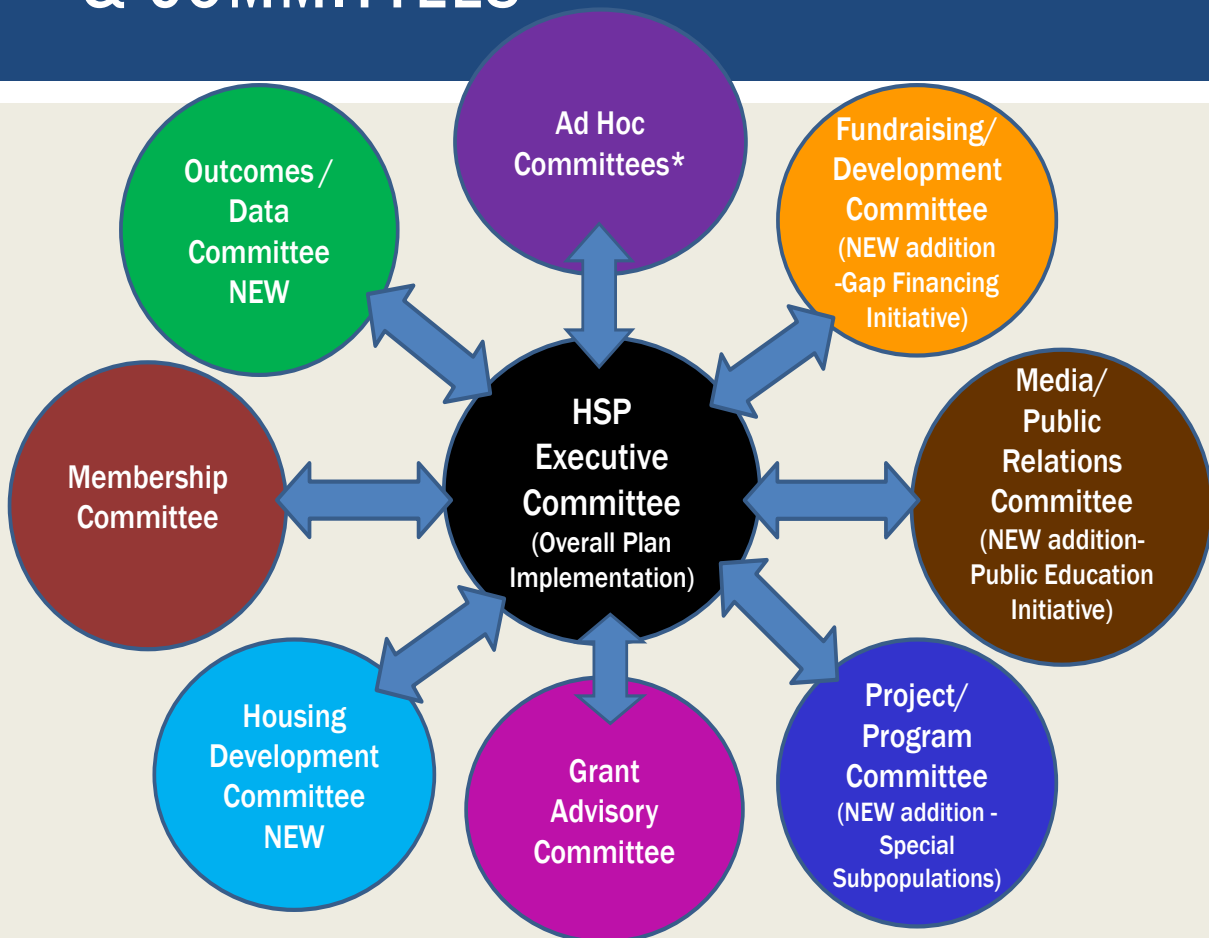 & COMMITTEES
Ad Hoc
Committees*
Outcomes /
Data
Committee
NEW
Fundraising/
Development
Committee
(NEW addition
-Gap Financing
Initiative)
HSP
Executive
Committee
(Overall Plan
Implementation)
Membership
Committee
Media/
Public
Relations
Committee
(NEW addition-
Public Education
Initiative)
Housing
Development
Committee
NEW
Grant
Advisory
Committee
Project/
Program
Committee
(NEW addition -
Special
Subpopulations)